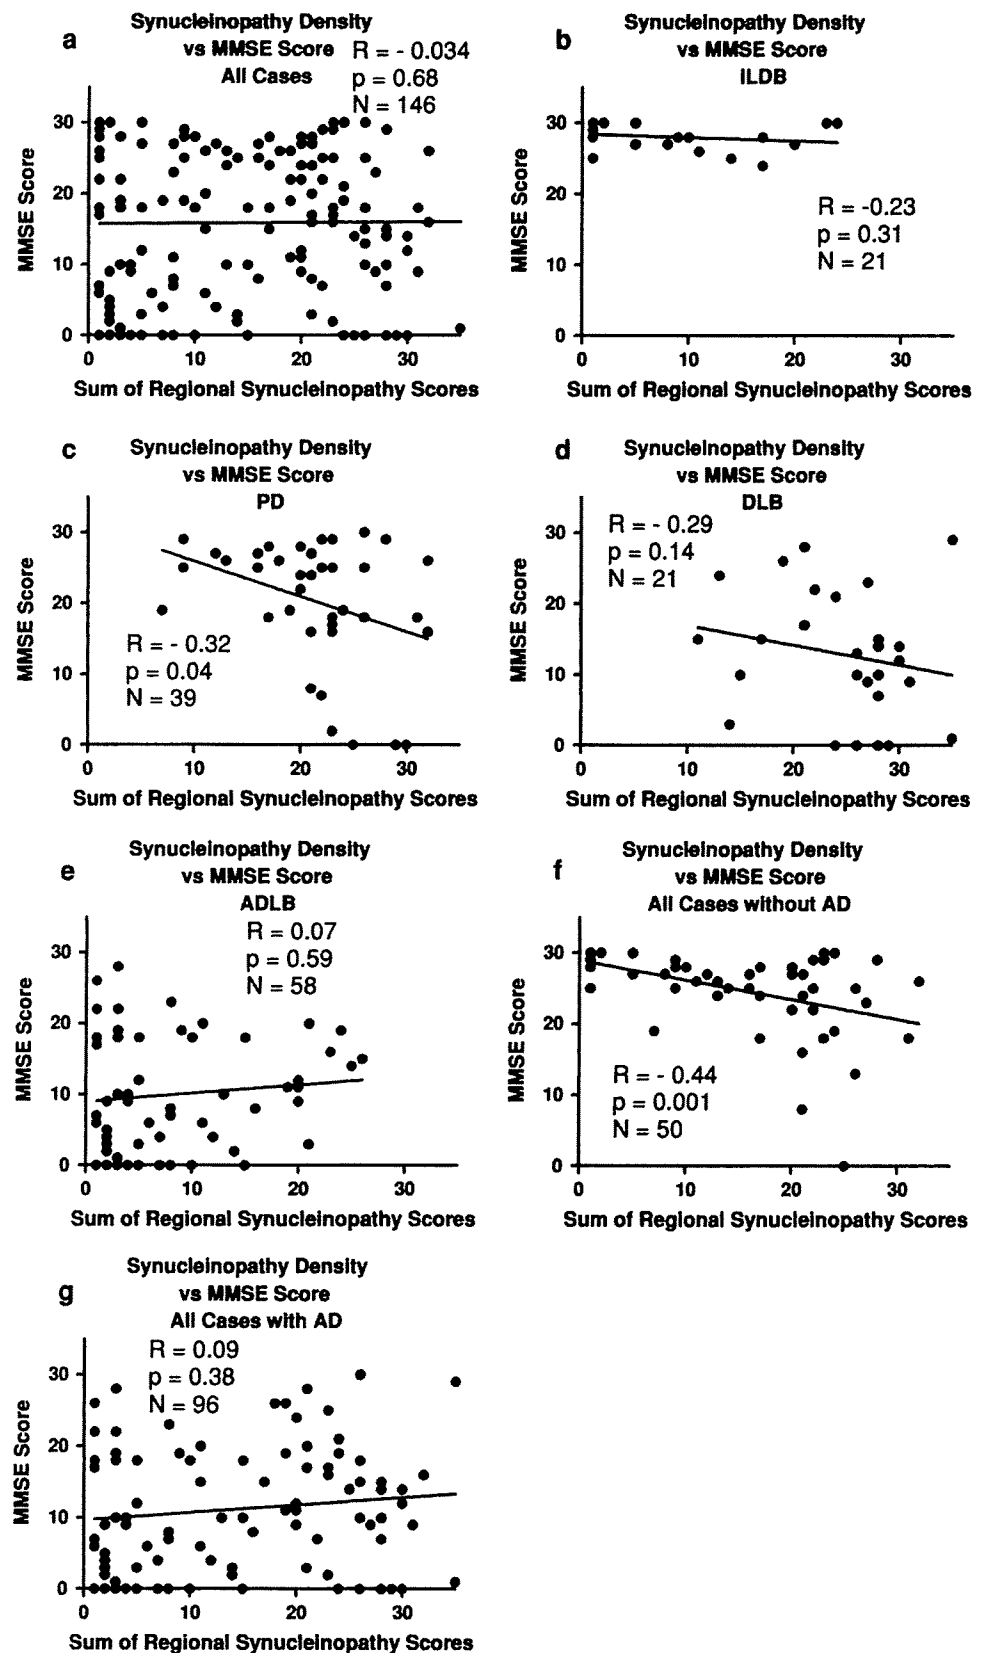 a
Synucleinopathy Density
vs MMSE Score
All Cases
R = - 0.034
p = 0.68
N = 146
MMSE Score
30
20
10
0
0 10 20 30
Sum of Regional Synucleinopathy Scores
b
Synucleinopathy Density
vs MMSE Score
ILDB
R = -0.23
p = 0.31
N = 21
MMSE Score
30
20
10
0
0 10 20 30
Sum of Regional Synucleinopathy Scores
c
Synucleinopathy Density
vs MMSE Score
PD
R = - 0.32
p = 0.04
N = 39
MMSE Score
30
20
10
0
0 10 20 30
Sum of Regional Synucleinopathy Scores
d
Synucleinopathy Density
vs MMSE Score
DLB
R = - 0.29
p = 0.14
N = 21
MMSE Score
30
20
10
0
0 10 20 30
Sum of Regional Synucleinopathy Scores
e
Synucleinopathy Density
vs MMSE Score
ADLB
R = 0.07
p = 0.59
N = 58
MMSE Score
30
20
10
0
0 10 20 30
Sum of Regional Synucleinopathy Scores
f
Synucleinopathy Density
vs MMSE Score
All Cases without AD
R = - 0.44
p = 0.001
N = 50
MMSE Score
30
20
10
0
0 10 20 30
Sum of Regional Synucleinopathy Scores
g
Synucleinopathy Density
vs MMSE Score
All Cases with AD
R = 0.09
p = 0.38
N = 96
MMSE Score
30
20
10
0
0 10 20 30
Sum of Regional Synucleinopathy Scores